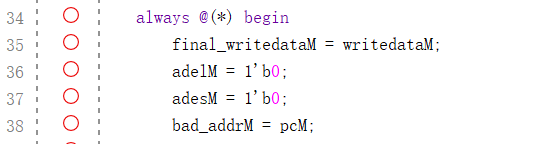 34 always @(*) begin
35 final_writedataM = writedataM;
36 adelM = 1'b0;
37 adesM = 1'b0;
38 bad_addrM = pcM;